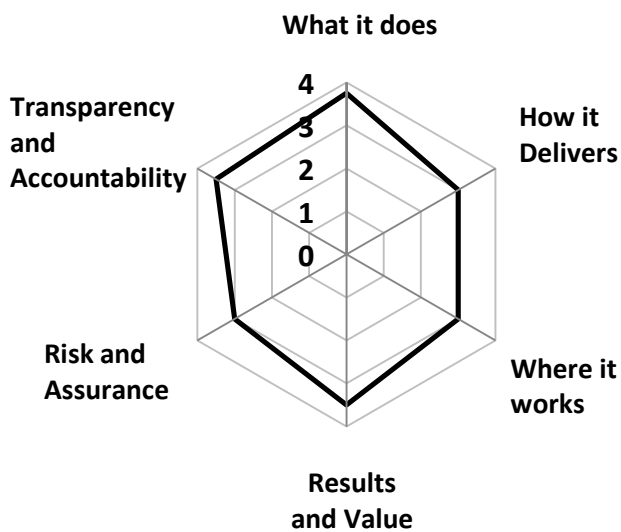 What it does
4
3
2
1
0
How it
Delivers
Where it
works
Results
and Value
Risk and
Assurance
Transparency
and
Accountability